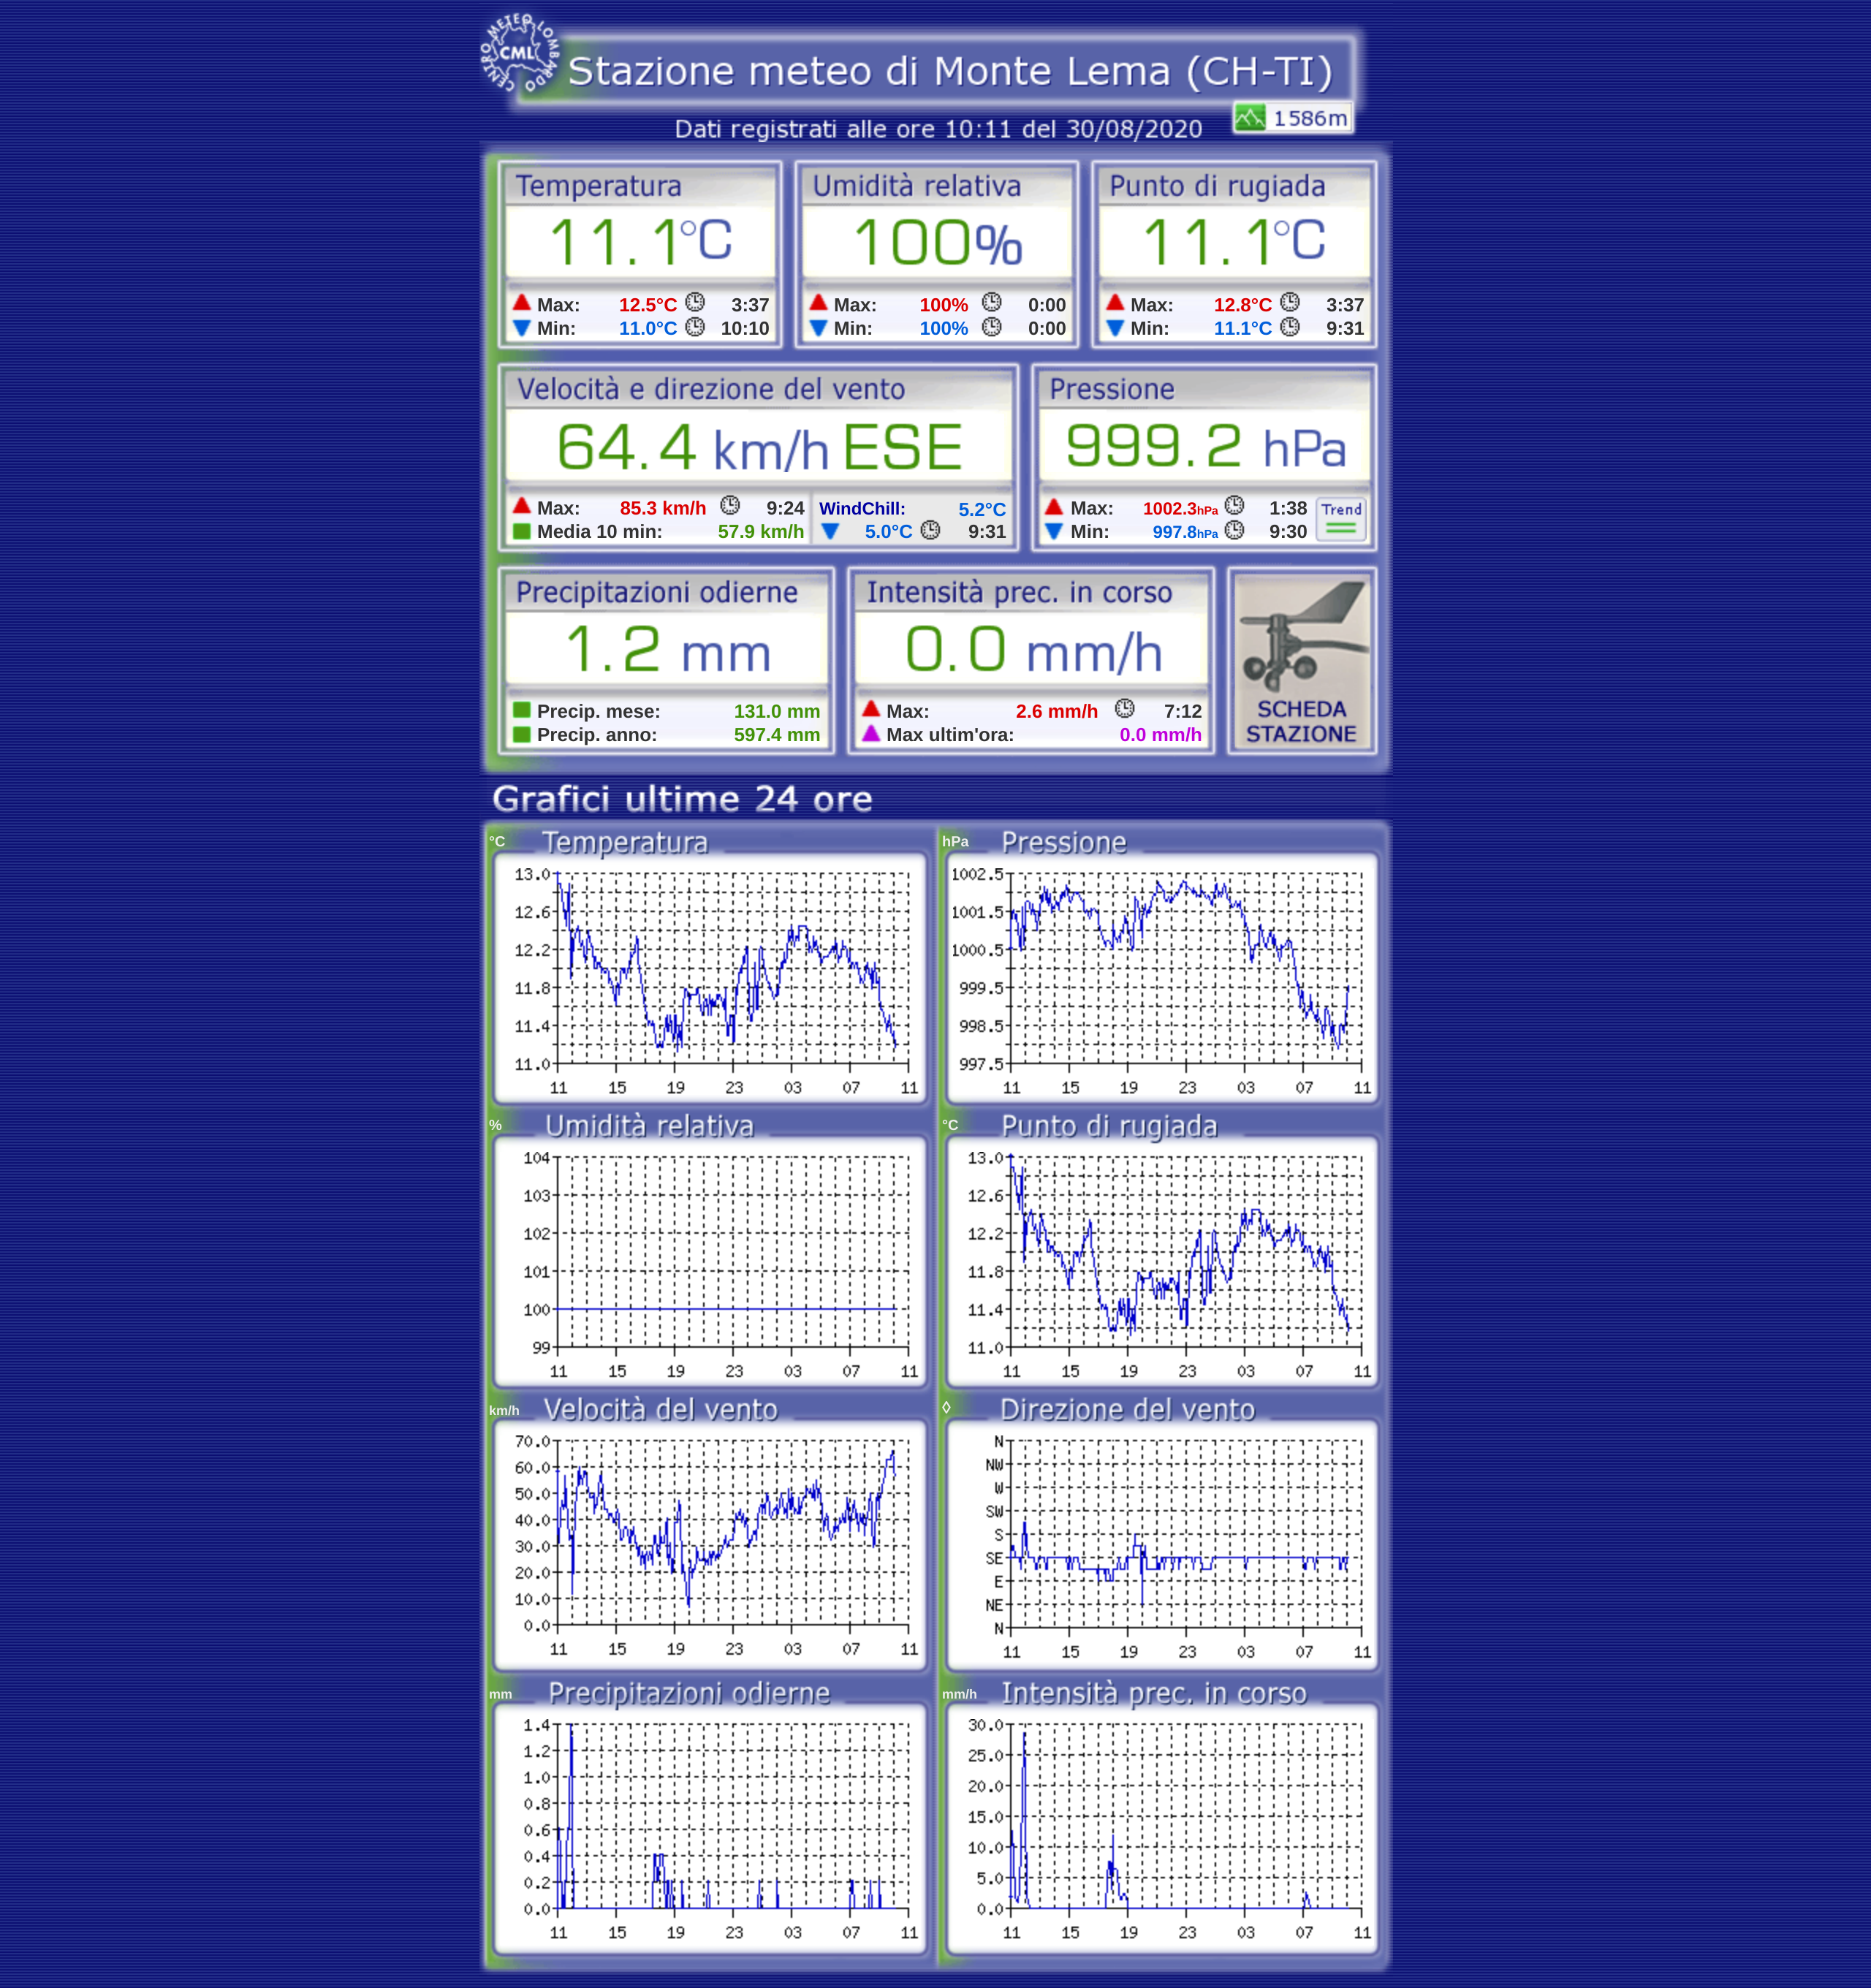 CENTRO METEO LOMBARDO
CML
Stazione meteo di Monte Lema (CH-TI)
1586m
Dati registrati alle ore 10:11 del 30/08/2020
Temperatura
11.1°C
Max: 12.5°C 3:37
Min: 11.0°C 10:10
Umidità relativa
100%
Max: 100% 0:00
Min: 100% 0:00
Punto di rugiada
11.1°C
Max: 12.8°C 3:37
Min: 11.1°C 9:31
Velocità e direzione del vento
64.4 km/h ESE
Max: 85.3 km/h 9:24
Media 10 min: 57.9 km/h
WindChill: 5.2°C
5.0°C 9:31
Pressione
999.2 hPa
Max: 1002.3hPa 1:38
Min: 997.8hPa 9:30
Trend
Precipitazioni odierne
1.2 mm
Precip. mese: 131.0 mm
Precip. anno: 597.4 mm
Intensità prec. in corso
0.0 mm/h
Max: 2.6 mm/h 7:12
Max ultim'ora: 0.0 mm/h
SCHEDA
STAZIONE
Grafici ultime 24 ore
°C Temperatura
13.0
12.6
12.2
11.8
11.4
11.0
11 15 19 23 03 07 11
hPa Pressione
1002.5
1001.5
1000.5
999.5
998.5
997.5
11 15 19 23 03 07 11
% Umidità relativa
104
103
102
101
100
99
11 15 19 23 03 07 11
°C Punto di rugiada
13.0
12.6
12.2
11.8
11.4
11.0
11 15 19 23 03 07 11
km/h Velocità del vento
70.0
60.0
50.0
40.0
30.0
20.0
10.0
0.0
11 15 19 23 03 07 11
◊ Direzione del vento
N
NW
W
SW
S
SE
E
NE
N
11 15 19 23 03 07 11
mm Precipitazioni odierne
1.4
1.2
1.0
0.8
0.6
0.4
0.2
0.0
11 15 19 23 03 07 11
mm/h Intensità prec. in corso
30.0
25.0
20.0
15.0
10.0
5.0
0.0
11 15 19 23 03 07 11